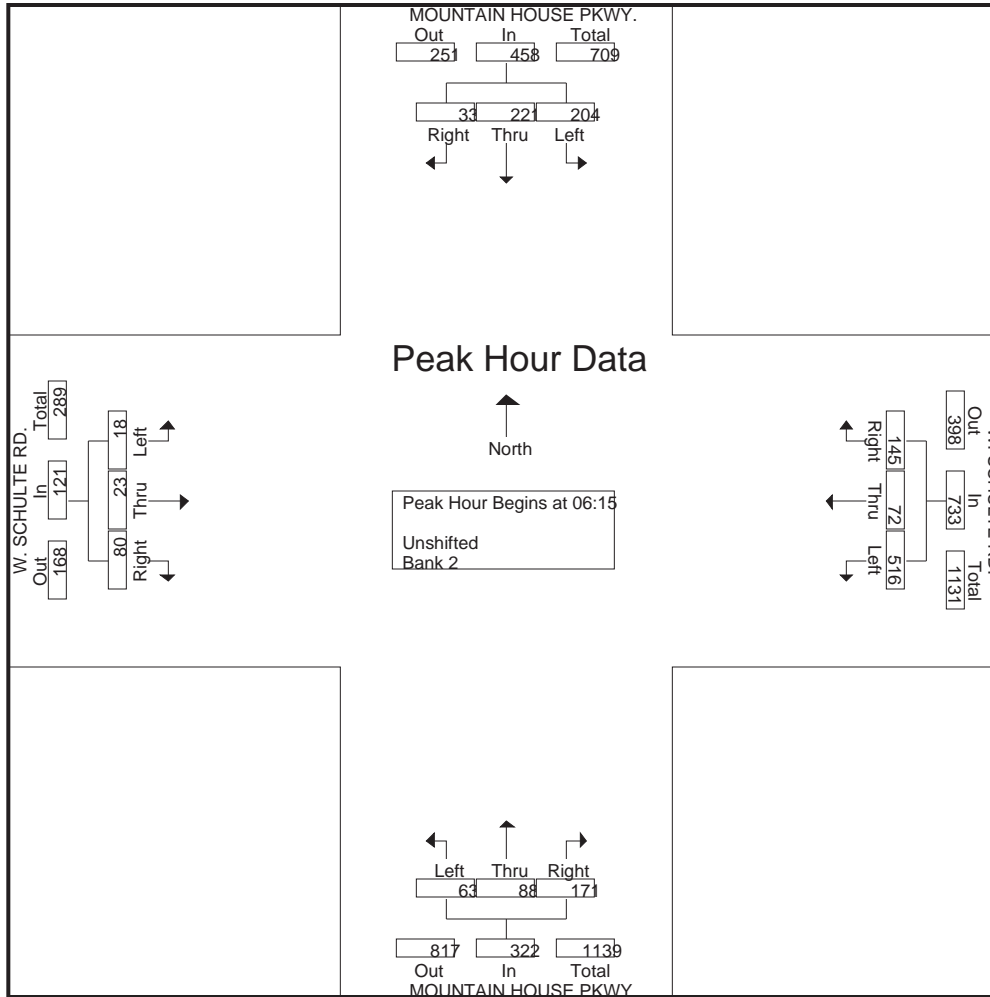 MOUNTAIN HOUSE PKWY.
Out In Total
251 458 709
33 221 204
Right Thru Left
Peak Hour Data
North
Peak Hour Begins at 06:15
Unshifted
Bank 2
W. SCHULTE RD.
Total In Out
289 121 168
18 23 80
Left Thru Right
Right Thru Left
145 72 516
398 733 1131
Out In Total
Left Thru Right
63 88 171
817 322 1139
Out In Total
MOUNTAIN HOUSE PKWY